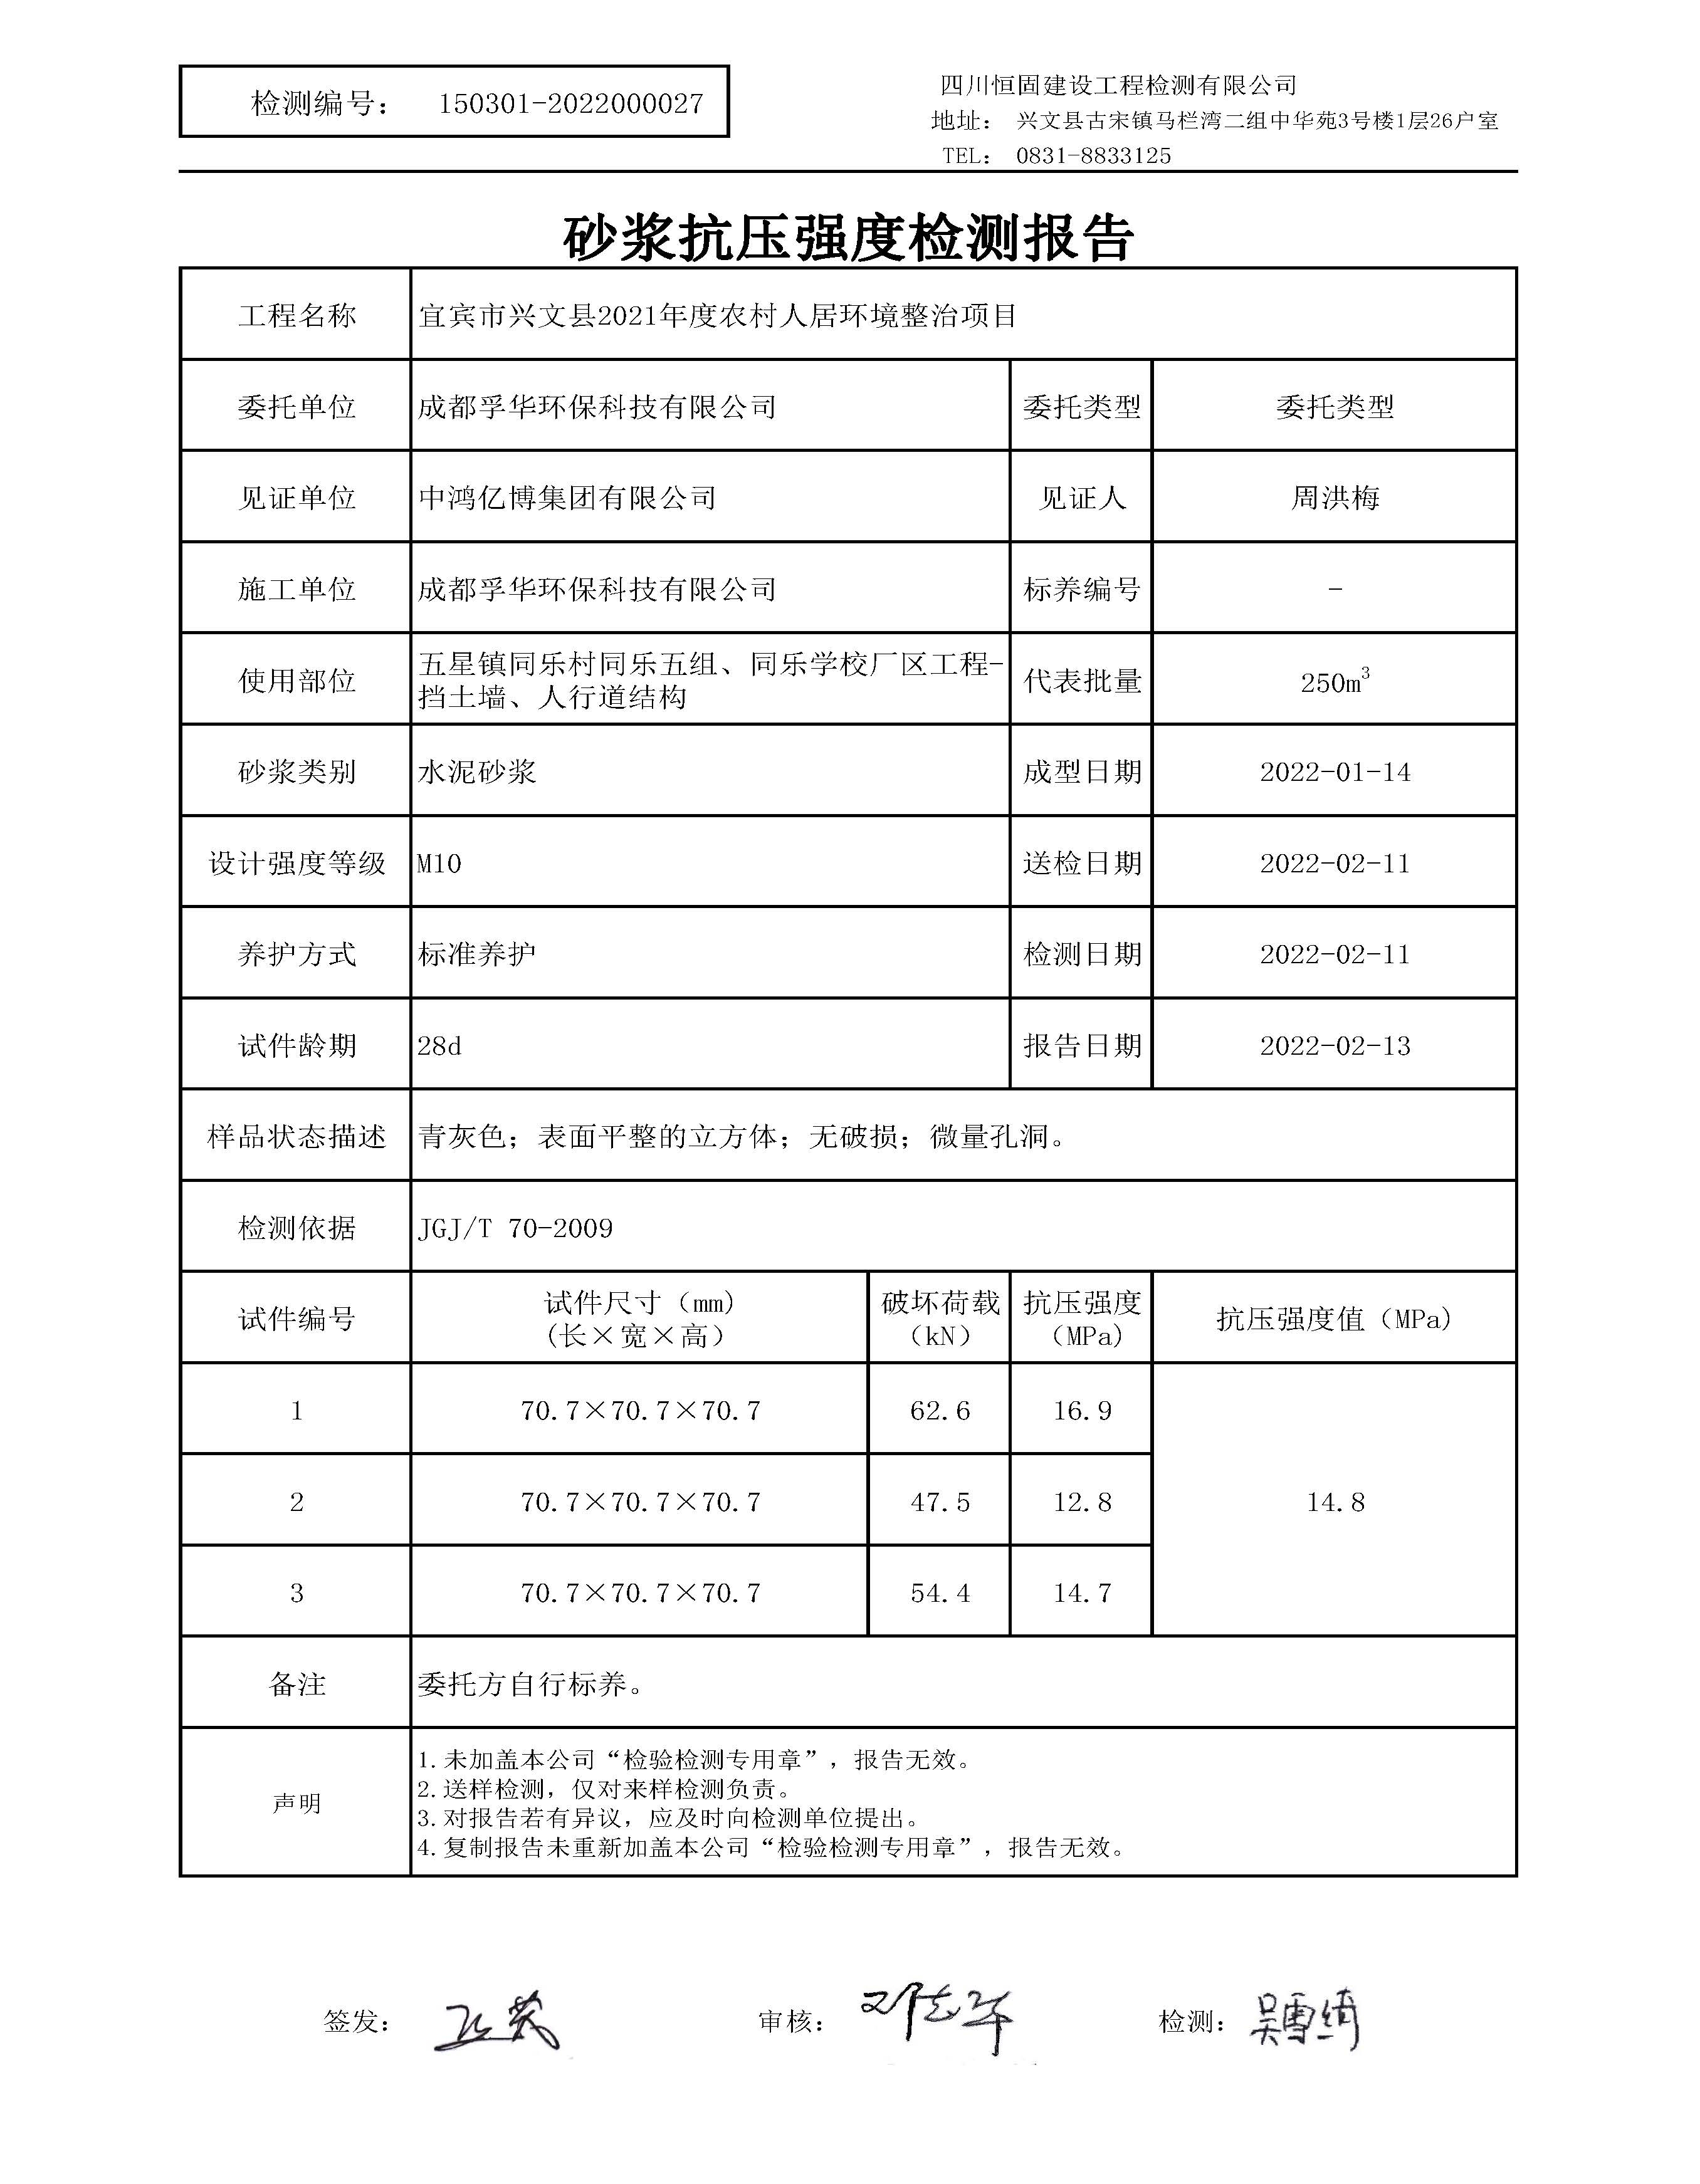 检测编号： 150301-2022000027
四川恒固建设工程检测有限公司
地址： 兴文县古宋镇马栏湾二组中华苑3号楼1层26户室
TEL： 0831-8833125
砂浆抗压强度检测报告
工程名称 宜宾市兴文县2021年度农村人居环境整治项目
委托单位 成都孚华环保科技有限公司 委托类型 委托类型
见证单位 中鸿亿博集团有限公司 见证人 周洪梅
施工单位 成都孚华环保科技有限公司 标养编号 -
使用部位 五星镇同乐村同乐五组、同乐学校厂区工程-
挡土墙、人行道结构 代表批量 250m³
砂浆类别 水泥砂浆 成型日期 2022-01-14
设计强度等级 M10 送检日期 2022-02-11
养护方式 标准养护 检测日期 2022-02-11
试件龄期 28d 报告日期 2022-02-13
样品状态描述 青灰色；表面平整的立方体；无破损；微量孔洞。
检测依据 JGJ/T 70-2009
试件编号 试件尺寸（mm） 破坏荷载 抗压强度 抗压强度值（MPa）
(长×宽×高） （kN） （MPa）
1 70.7×70.7×70.7 62.6 16.9
2 70.7×70.7×70.7 47.5 12.8 14.8
3 70.7×70.7×70.7 54.4 14.7
备注 委托方自行标养。
声明 1.未加盖本公司“检验检测专用章”，报告无效。
2.送样检测，仅对来样检测负责。
3.对报告若有异议，应及时向检测单位提出。
4.复制报告未重新加盖本公司“检验检测专用章”，报告无效。
签发： 审核： 检测：吴雪绮